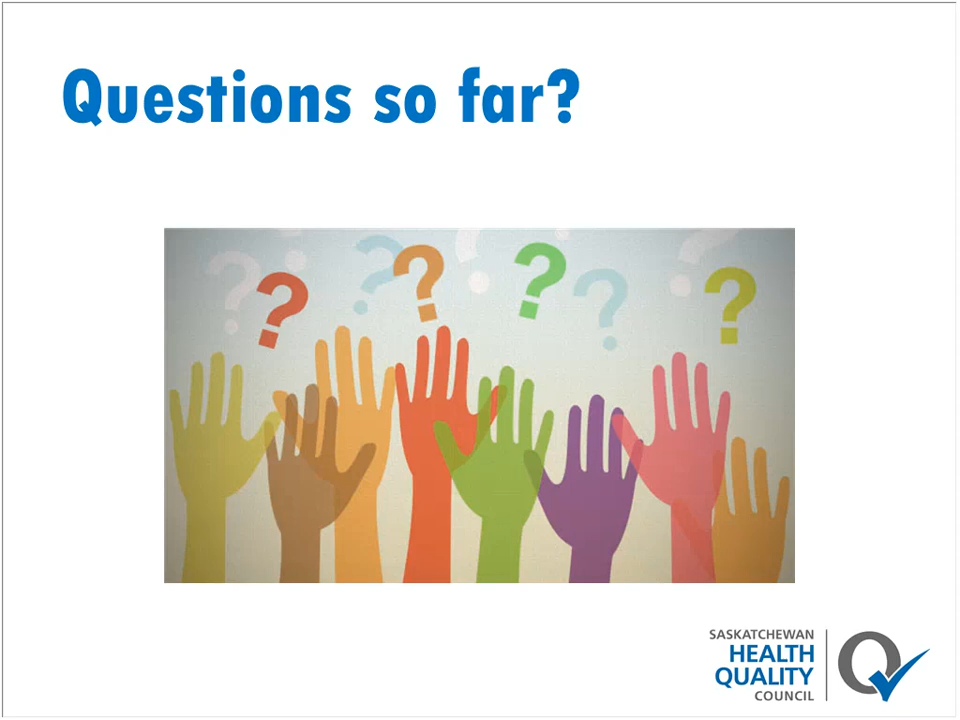 Questions so far?
? ? ? ? ? ? ? ?
SASKATCHEWAN
HEALTH
QUALITY
COUNCIL